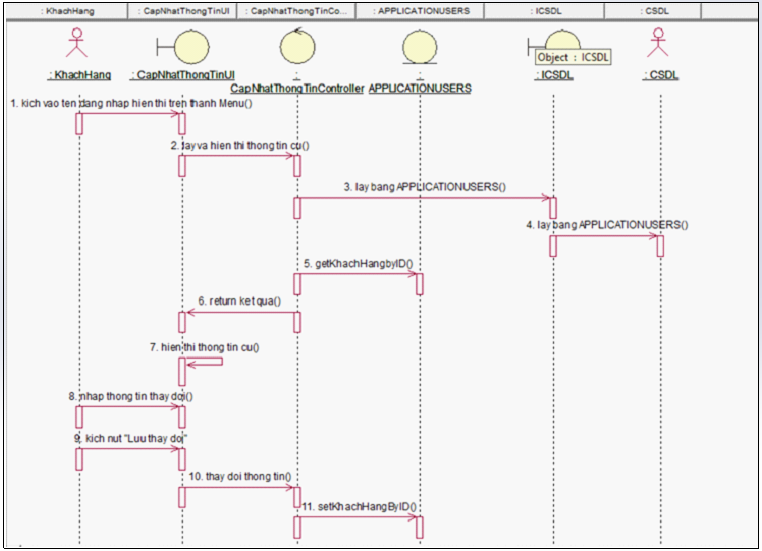 : KhachHang : CapNhatThongTinUI : CapNhatThongTinCo... : APPLICATIONUSERS : ICSDL : CSDL
Object : ICSDL
: KhachHang : CapNhatThongTinUI : : : ICSDL : CSDL
CapNhatThongTinController APPLICATIONUSERS
1. kich vao ten dang nhap hien thi tren thanh Menu()
2. lay va hien thi thong tin cu()
3. lay bang APPLICATIONUSERS()
4. lay bang APPLICATIONUSERS()
5. getKhachHangbyID()
6. return ket qua()
7. hien thi thong tin cu()
8. nhap thong tin thay doi()
9. kich nut "Luu thay doi"
10. thay doi thong tin()
11. setKhachHangByID()